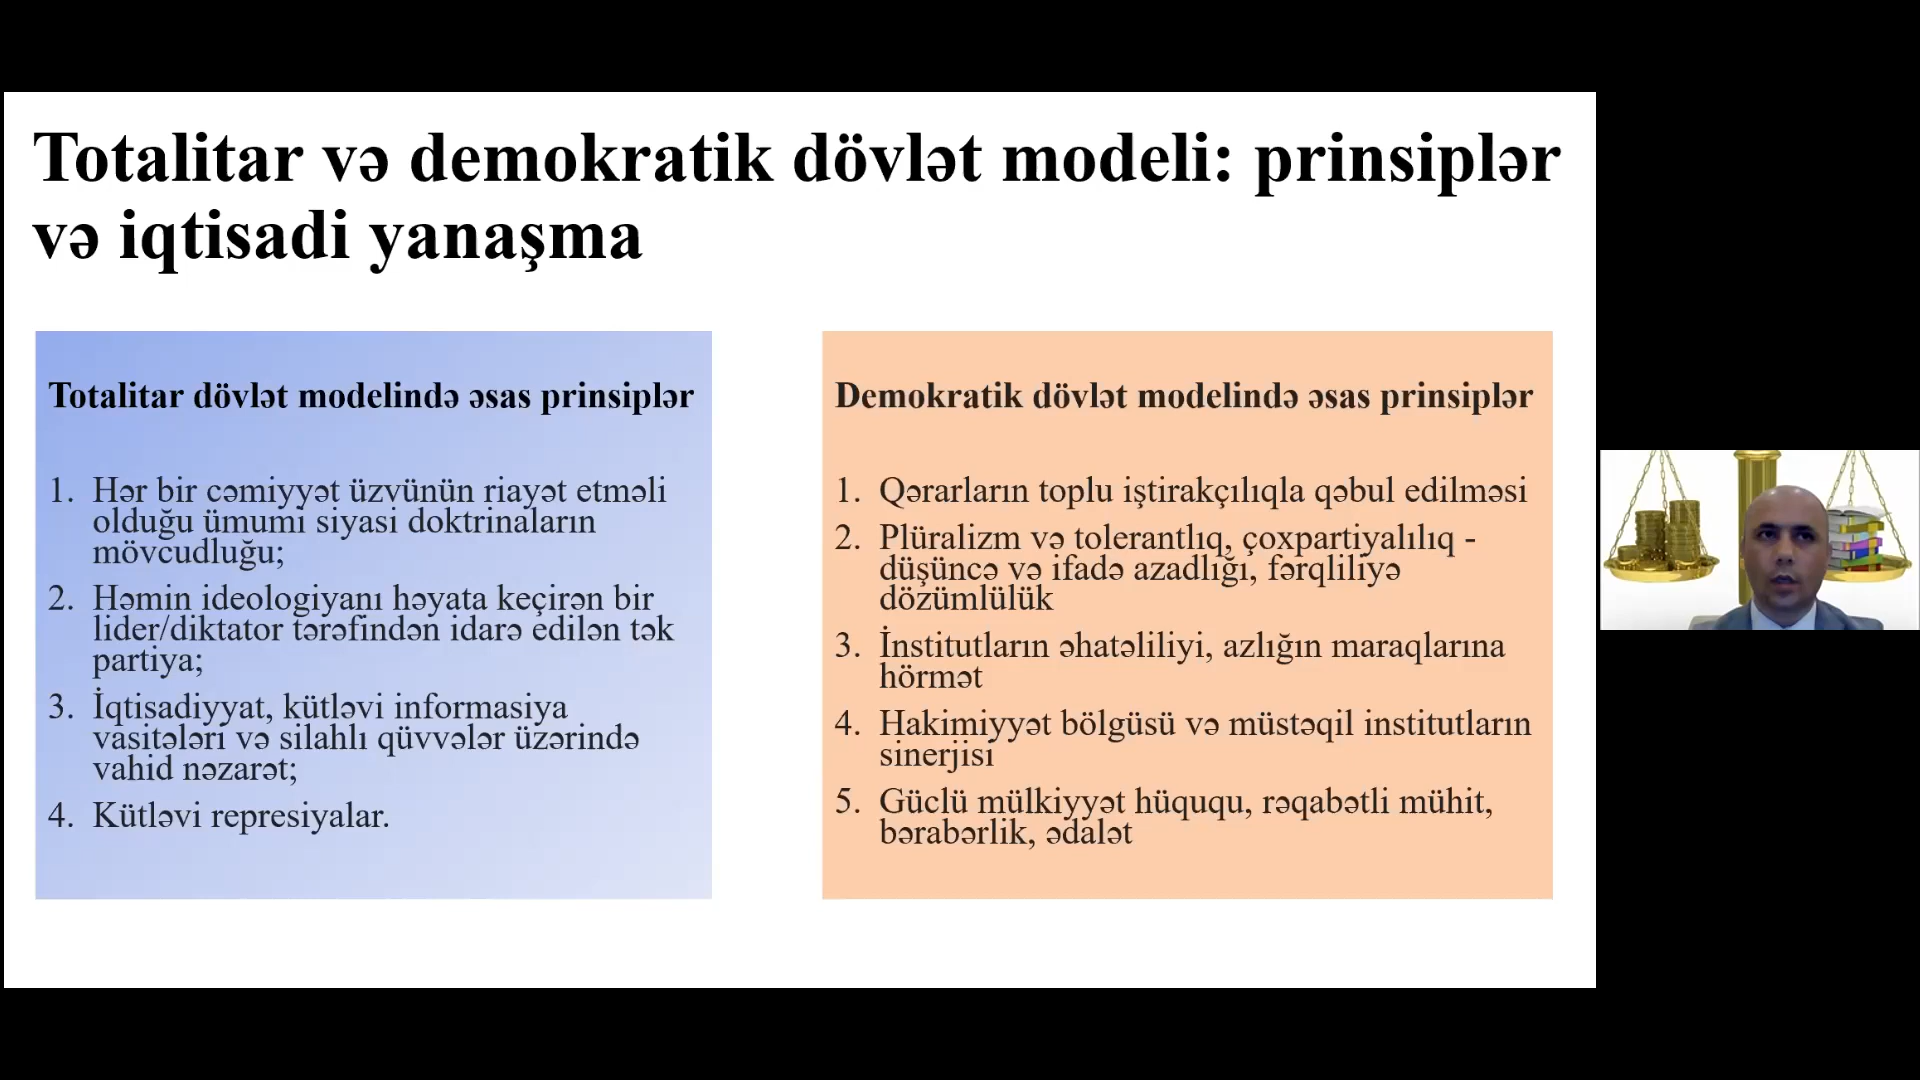 Totalitar və demokratik dövlət modeli: prinsiplər
və iqtisadi yanaşma
Totalitar dövlət modelində əsas prinsiplər
1. Hər bir cəmiyyət üzvünün riayət etməli
olduğu ümumi siyasi doktrinaların
mövcudluğu;
2. Həmin ideologiyanı həyata keçirən bir
lider/diktator tərəfindən idarə edilən tək
partiya;
3. İqtisadiyyat, kütləvi informasiya
vasitələri və silahlı qüvvələr üzərində
vahid nəzarət;
4. Kütləvi represiyalar.
Demokratik dövlət modelində əsas prinsiplər
1. Qərarların toplu iştirakçılıqla qəbul edilməsi
2. Plüralizm və tolerantlıq, çoxpartiyalılıq -
düşüncə və ifadə azadlığı, fərqliliyə
dözümlülük
3. İnstitutların əhatəliliyi, azlığın maraqlarına
hörmət
4. Hakimiyyət bölgüsü və müstəqil institutların
sinerjisi
5. Güclü mülkiyyət hüququ, rəqabətli mühit,
bərabərlik, ədalət